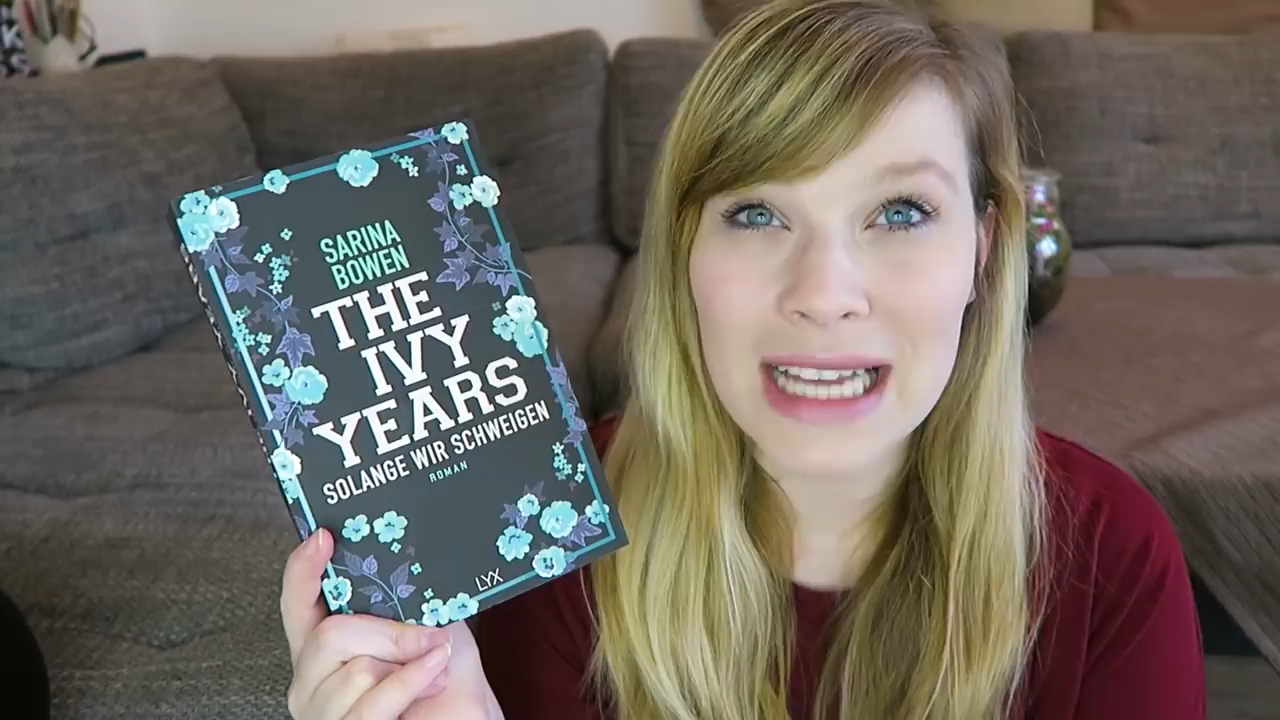 SARINA
BOWEN
THE
IVY
YEARS
SOLANGE WIR SCHWEIGEN
ROMAN
LYX